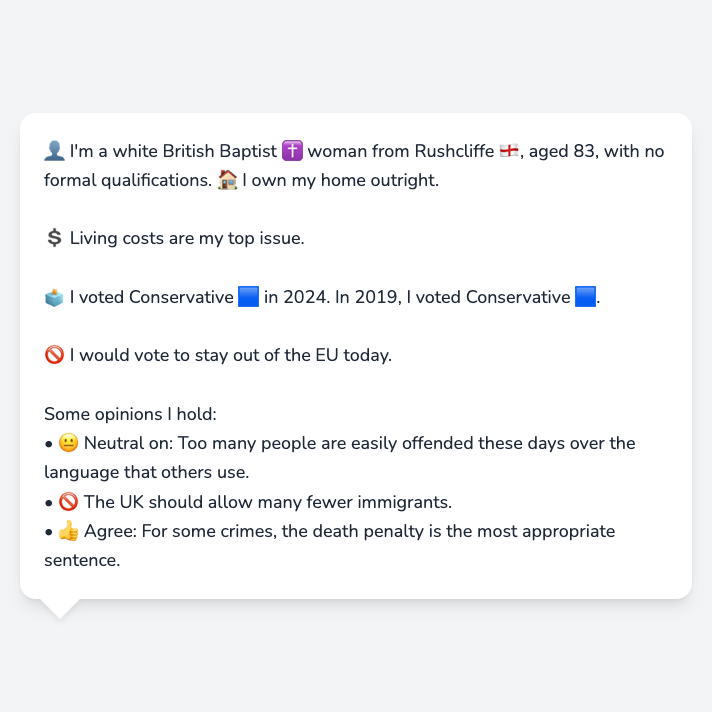 👤 I'm a white British Baptist ✝️ woman from Rushcliffe 🏴󠁧󠁢󠁥󠁮󠁧󠁿, aged 83, with no
formal qualifications. 🏠 I own my home outright.
💲 Living costs are my top issue.
🗳️ I voted Conservative 🟦 in 2024. In 2019, I voted Conservative 🟦.
🚫 I would vote to stay out of the EU today.
Some opinions I hold:
• 😐 Neutral on: Too many people are easily offended these days over the
language that others use.
• 🚫 The UK should allow many fewer immigrants.
• 👍 Agree: For some crimes, the death penalty is the most appropriate
sentence.